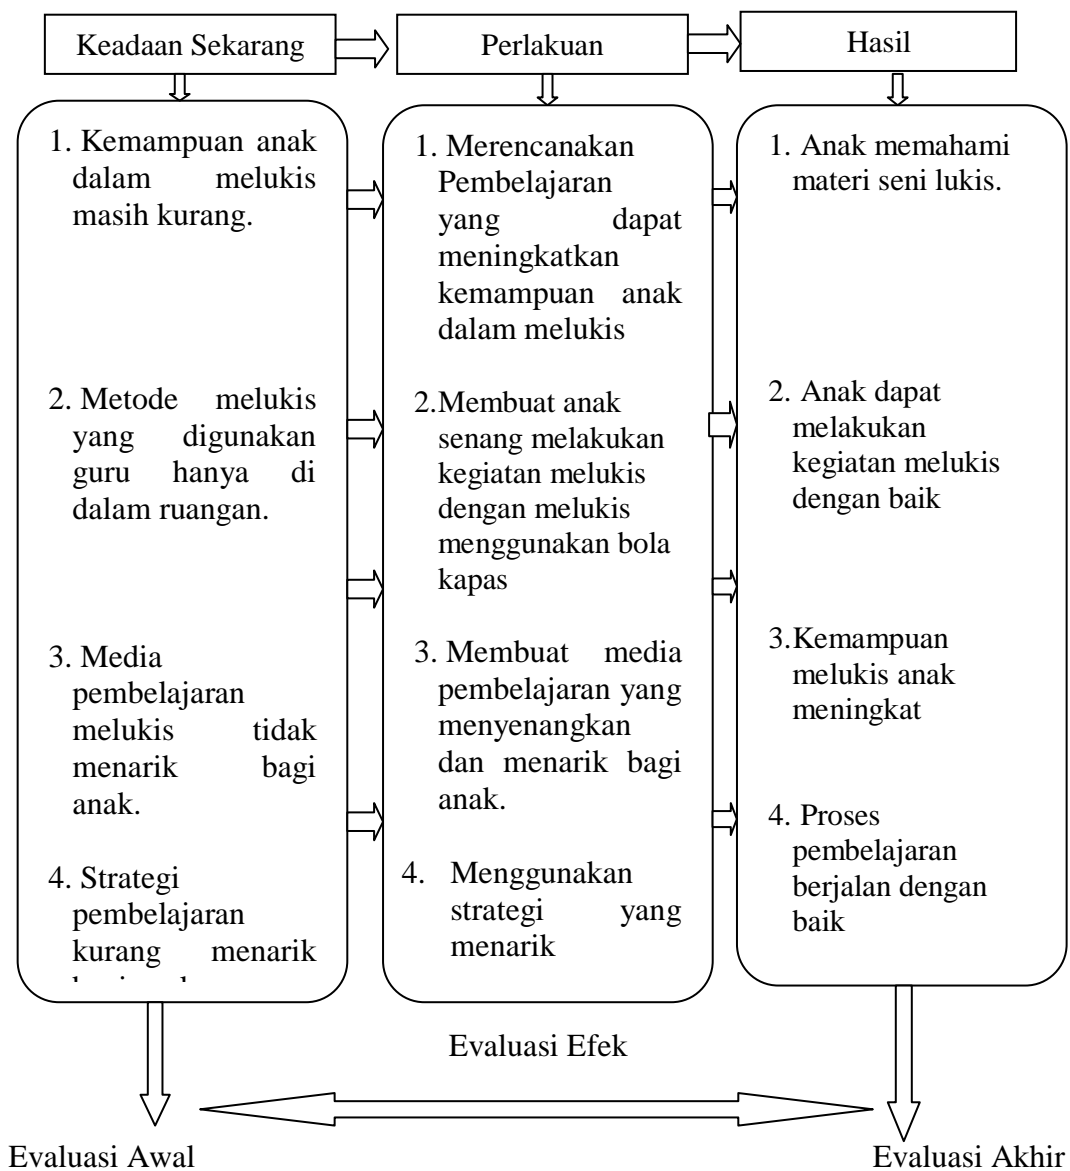 Keadaan Sekarang
Perlakuan
Hasil
1. Kemampuan anak
dalam melukis
masih kurang.
2. Metode melukis
yang digunakan
guru hanya di
dalam ruangan.
3. Media
pembelajaran
melukis tidak
menarik bagi
anak.
4. Strategi
pembelajaran
kurang menarik
1. Merencanakan
Pembelajaran
yang dapat
meningkatkan
kemampuan anak
dalam melukis
2.Membuat anak
senang melakukan
kegiatan melukis
dengan melukis
menggunakan bola
kapas
3. Membuat media
pembelajaran yang
menyenangkan
dan menarik bagi
anak.
4. Menggunakan
strategi yang
menarik
1. Anak memahami
materi seni lukis.
2. Anak dapat
melakukan
kegiatan melukis
dengan baik
3.Kemampuan
melukis anak
meningkat
4. Proses
pembelajaran
berjalan dengan
baik
Evaluasi Efek
Evaluasi Awal
Evaluasi Akhir